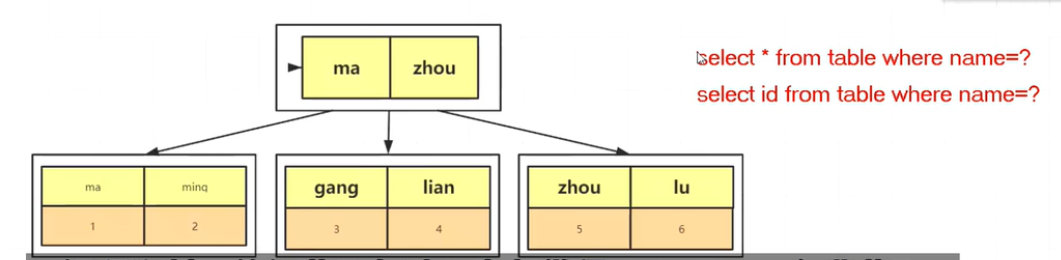 ma zhou
select * from table where name=?
select id from table where name=?
ma ming gang lian zhou lu
1 2 3 4 5 6